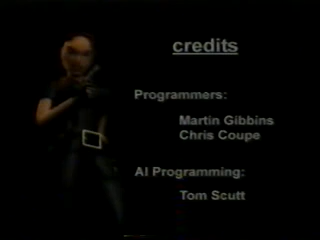 credits
Programmers:
Martin Gibbins
Chris Coupe
AI Programming:
Tom Scutt